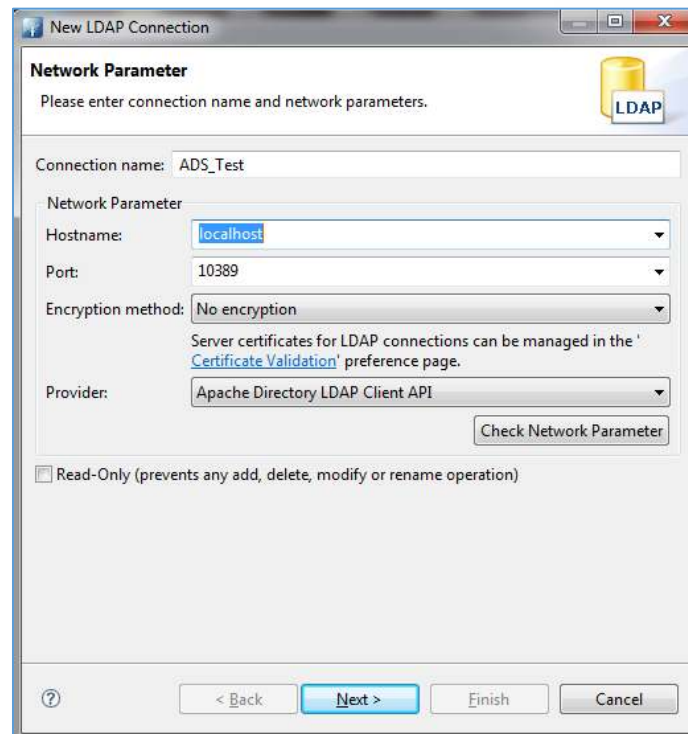 New LDAP Connection
Network Parameter
Please enter connection name and network parameters.
LDAP
Connection name: ADS_Test
Network Parameter
Hostname: localhost
Port: 10389
Encryption method: No encryption
Server certificates for LDAP connections can be managed in the '
Certificate Validation' preference page.
Provider: Apache Directory LDAP Client API
Check Network Parameter
Read-Only (prevents any add, delete, modify or rename operation)
? < Back Next > Finish Cancel